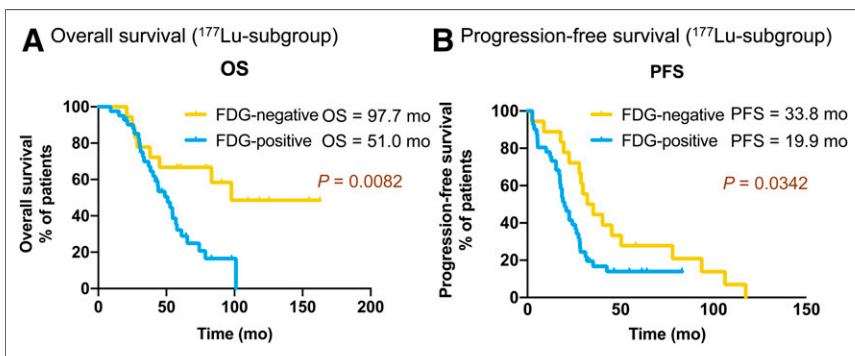 A Overall survival (¹⁷⁷Lu-subgroup)
OS
FDG-negative OS = 97.7 mo
FDG-positive OS = 51.0 mo
P = 0.0082
Overall survival
% of patients
100
80
60
40
20
0
0 50 100 150 200
Time (mo)
B Progression-free survival (¹⁷⁷Lu-subgroup)
PFS
FDG-negative PFS = 33.8 mo
FDG-positive PFS = 19.9 mo
P = 0.0342
Progression-free survival
% of patients
100
80
60
40
20
0
0 50 100 150
Time (mo)